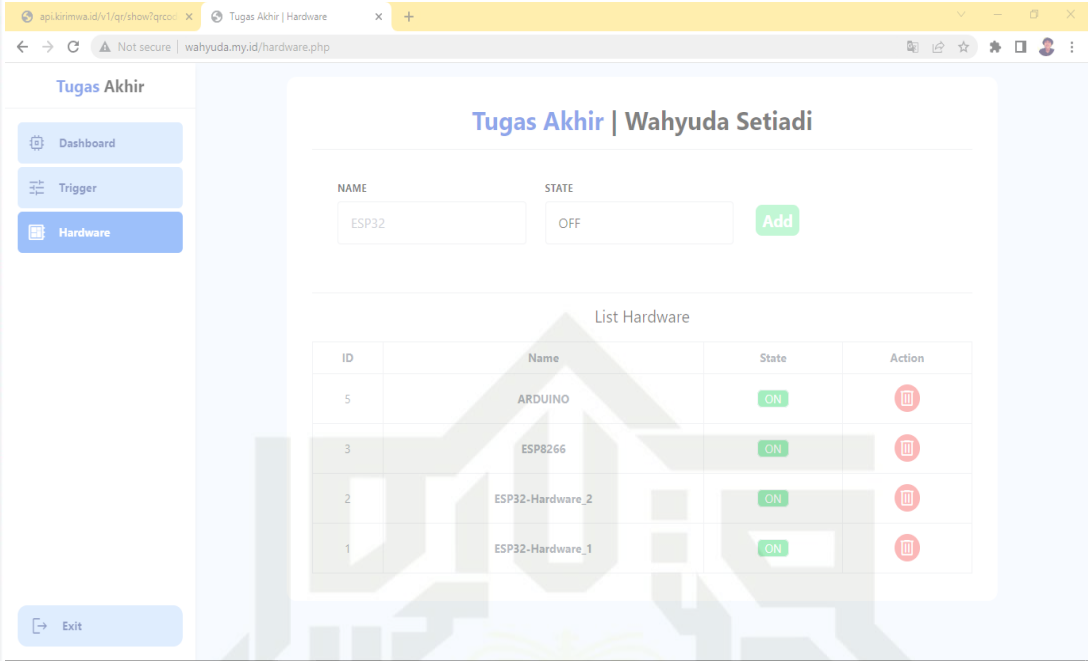 api.kirimwa.id/v1/qr/show?qrcod
Tugas Akhir | Hardware
Not secure
wahyuda.my.id/hardware.php
Tugas Akhir
Dashboard
Trigger
Hardware
Exit
Tugas Akhir | Wahyuda Setiadi
NAME STATE
ESP32 OFF Add
List Hardware
ID Name State Action
5 ARDUINO ON
3 ESP8266 ON
2 ESP32-Hardware_2 ON
1 ESP32-Hardware_1 ON